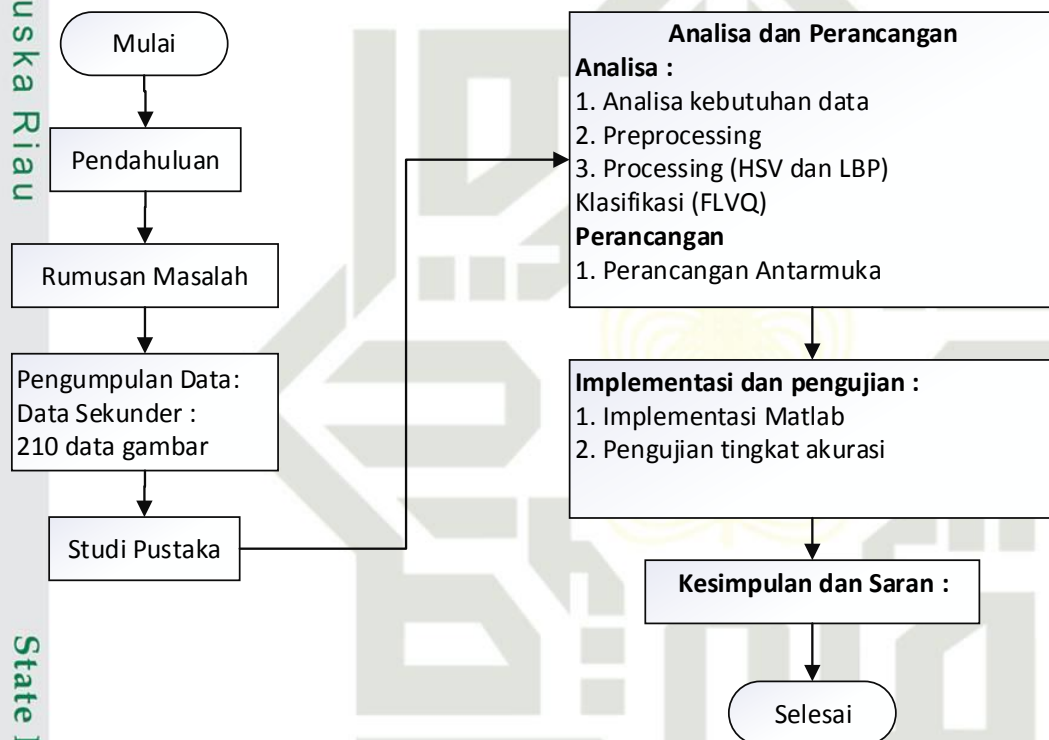 uska Riau
State I
Mulai
Pendahuluan
Rumusan Masalah
Pengumpulan Data:
Data Sekunder :
210 data gambar
Studi Pustaka
Analisa dan Perancangan
Analisa :
1. Analisa kebutuhan data
2. Preprocessing
3. Processing (HSV dan LBP)
Klasifikasi (FLVQ)
Perancangan
1. Perancangan Antarmuka
Implementasi dan pengujian :
1. Implementasi Matlab
2. Pengujian tingkat akurasi
Kesimpulan dan Saran :
Selesai